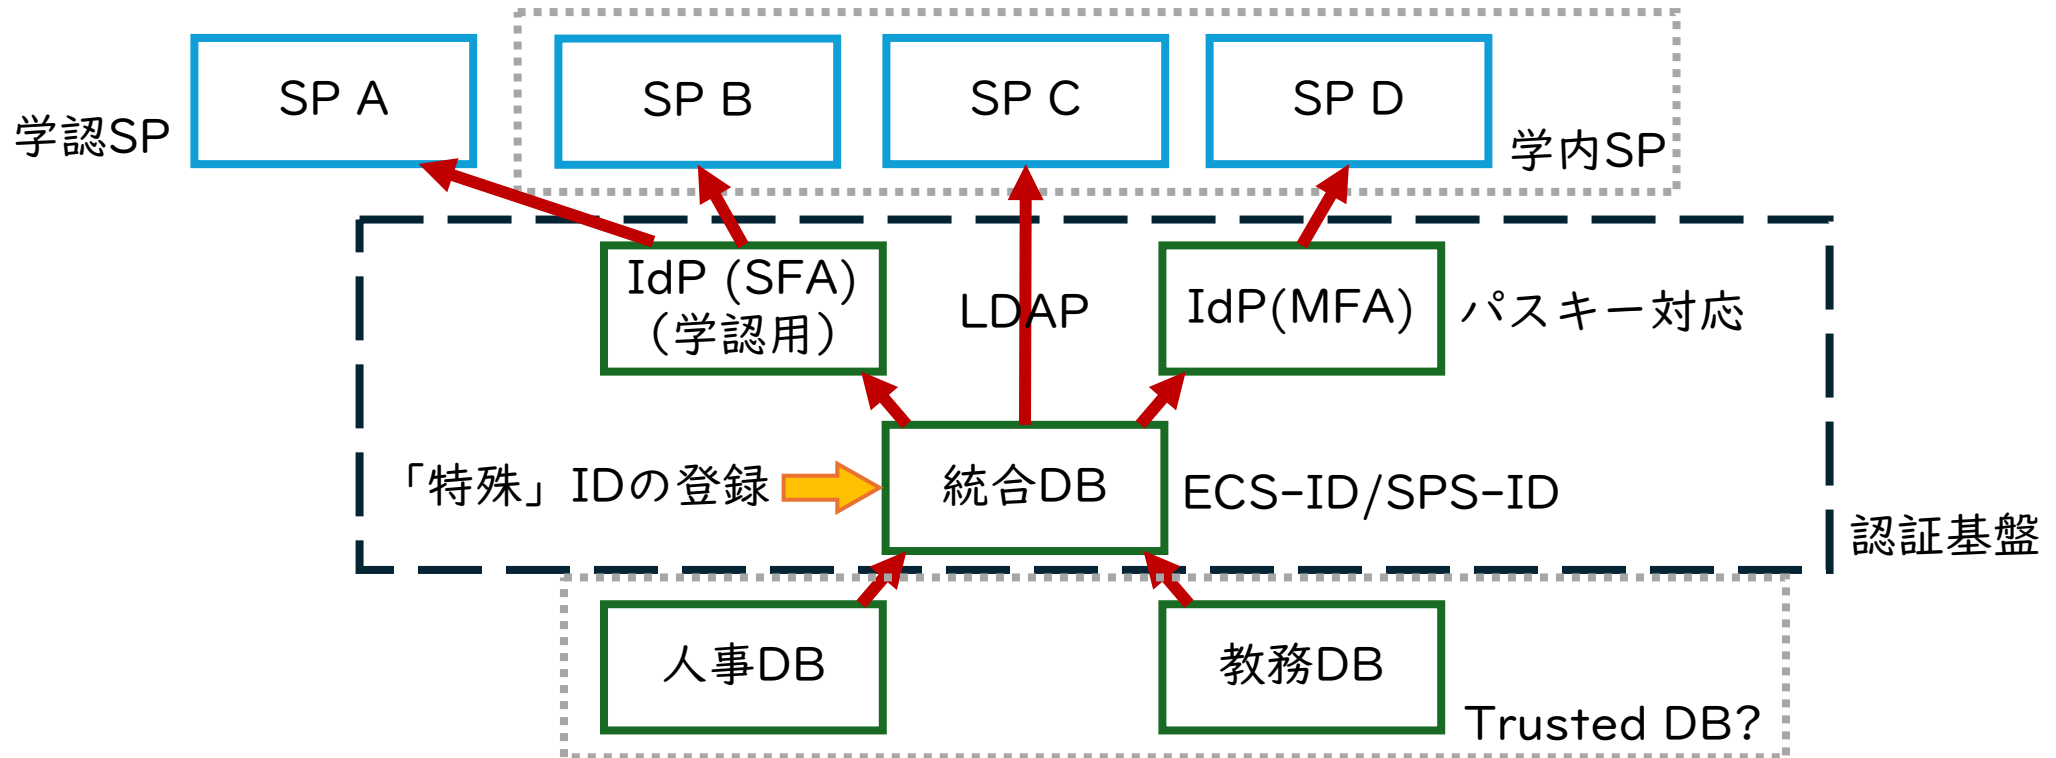 SP A
SP B
SP C
SP D
学認SP
学内SP
IdP (SFA)
（学認用）
LDAP
IdP(MFA)
パスキー対応
「特殊」IDの登録
統合DB
ECS-ID/SPS-ID
認証基盤
人事DB
教務DB
Trusted DB?